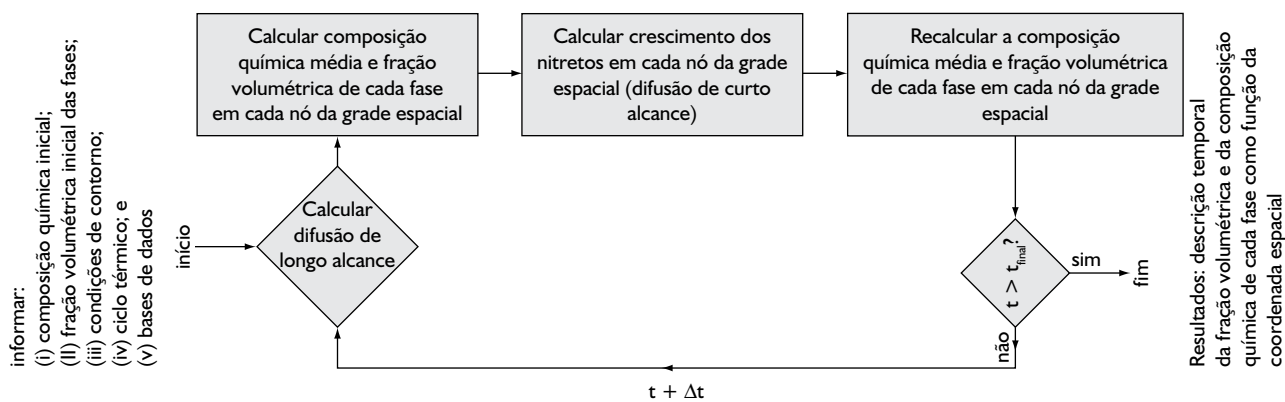 informar:
(i) composição química inicial;
(II) fração volumétrica inicial das fases;
(iii) condições de contorno;
(iv) ciclo térmico; e
(v) bases de dados
início
Calcular
difusão de
longo alcance
Calcular composição
química média e fração
volumétrica de cada fase
em cada nó da grade espacial
Calcular crescimento dos
nitretos em cada nó da grade
espacial (difusão de curto
alcance)
Recalcular a composição
química média e fração volumétrica
de cada fase em cada nó da grade
espacial
t > tfinal?
sim
fim
não
t + Δt
Resultados: descrição temporal
da fração volumétrica e da composição
química de cada fase como função da
coordenada espacial